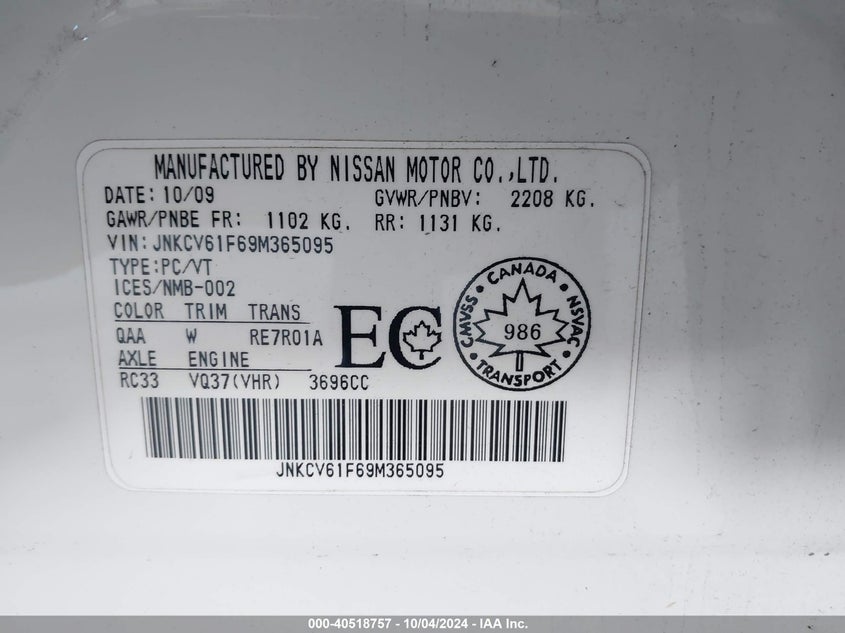 MANUFACTURED BY NISSAN MOTOR CO.,LTD.
DATE: 10/09 GVWR/PNBV: 2208 KG.
GAWR/PNBE FR: 1102 KG. RR: 1131 KG.
VIN: JNKCV61F69M365095
TYPE:PC/VT
ICES/NMB-002
COLOR TRIM TRANS
QAA W RE7R01A
AXLE ENGINE
RC33 VQ37(VHR) 3696CC
EC
CANADA
CMVSS 986 NSVAC
TRANSPORT
JNKCV61F69M365095
000-40518757 - 10/04/2024 - IAA Inc.